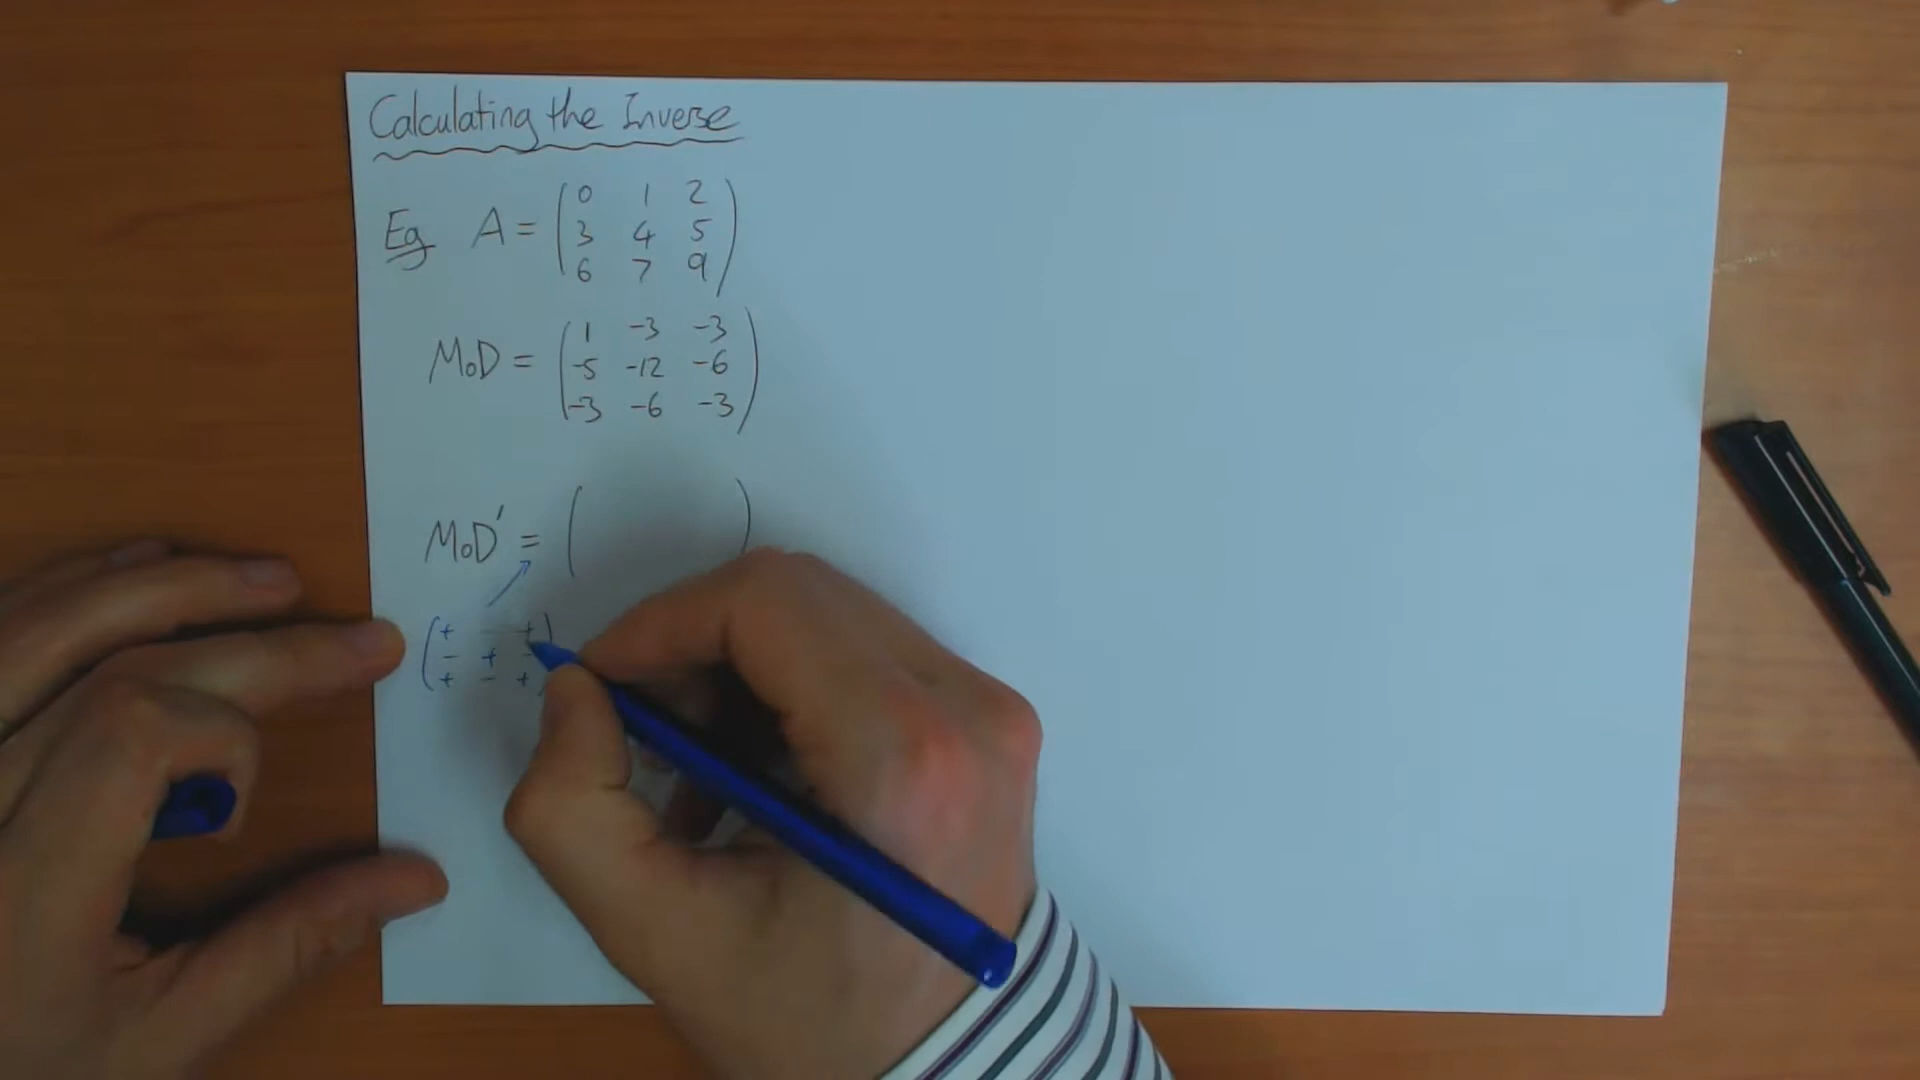 Calculating the Inverse
Eg A = ( 0 1 2
3 4 5
6 7 9 )
MoD = ( 1 -3 -3
-5 -12 -6
-3 -6 -3 )
MoD' = ( )
( + - +
- + -
+ - + )